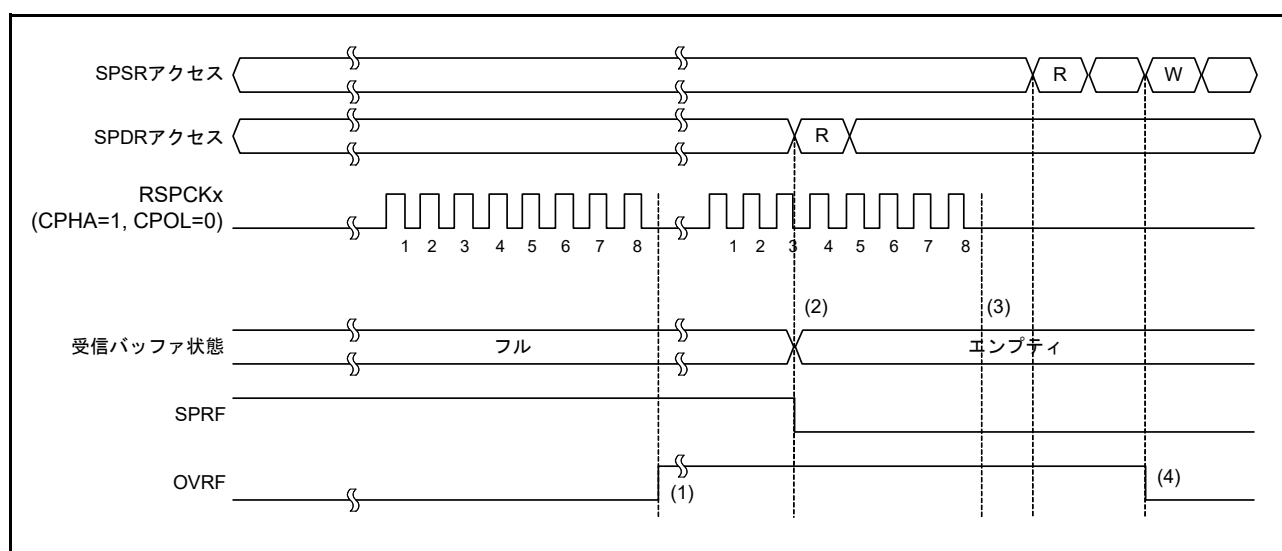 SPSRアクセス
R
W
SPDRアクセス
R
RSPCKx
(CPHA=1, CPOL=0)
1 2 3 4 5 6 7 8
1 2 3 4 5 6 7 8
(2)
(3)
受信バッファ状態
フル
エンプティ
SPRF
OVRF
(1)
(4)